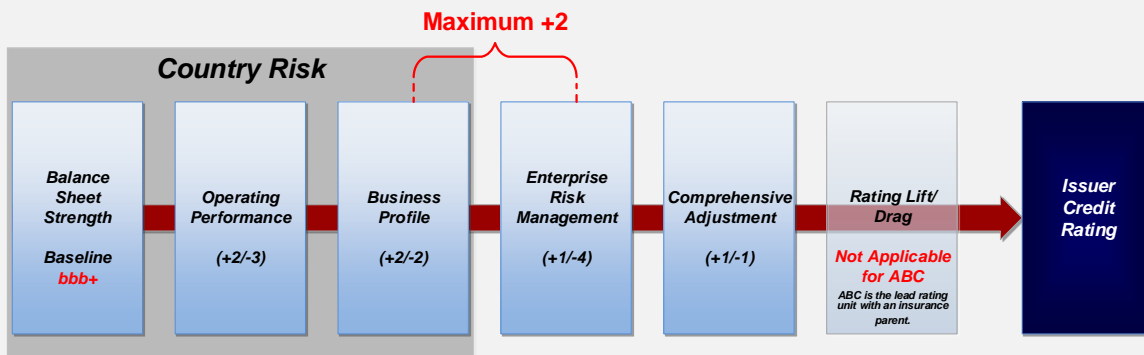 Maximum +2
Country Risk
Balance
Sheet
Strength
Baseline
bbb+
Operating
Performance
(+2/-3)
Business
Profile
(+2/-2)
Enterprise
Risk
Management
(+1/-4)
Comprehensive
Adjustment
(+1/-1)
Rating Lift/
Drag
Not Applicable
for ABC
ABC is the lead rating
unit with an insurance
parent.
Issuer
Credit
Rating